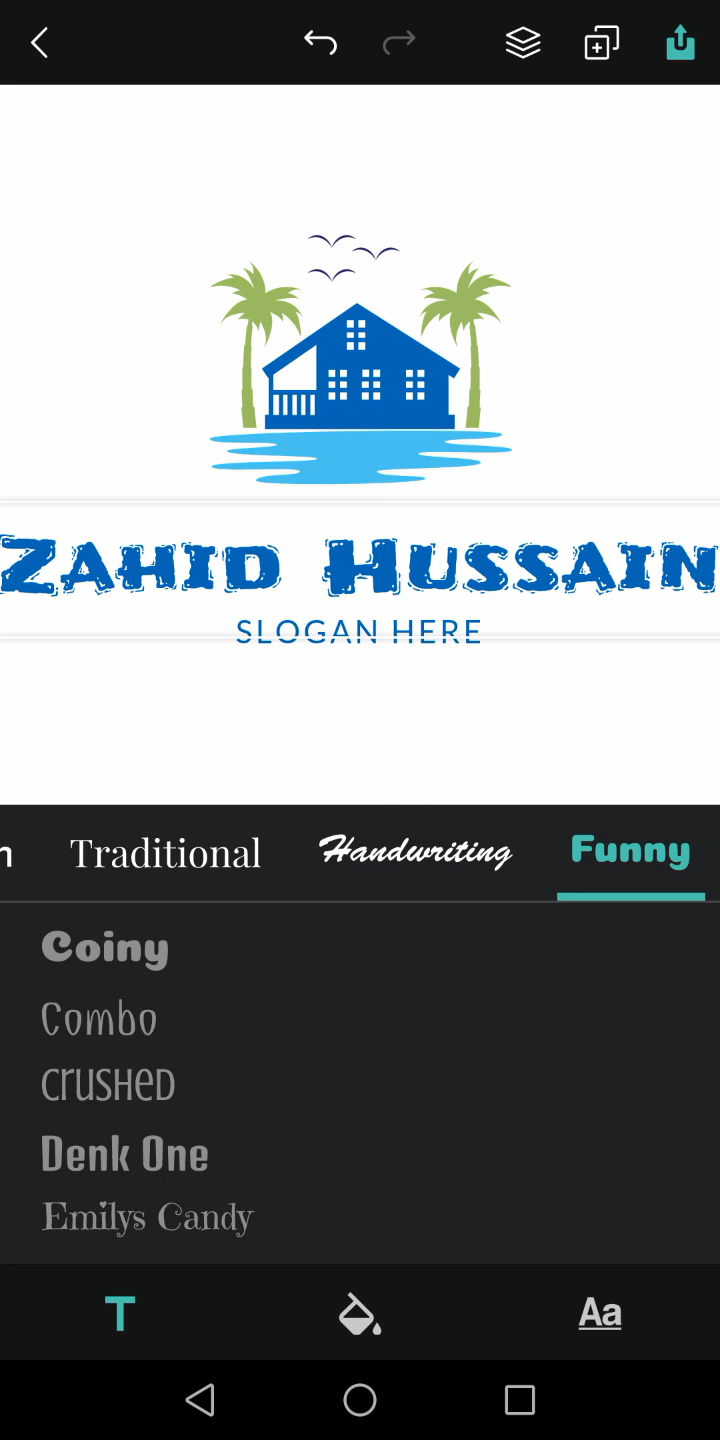 Zahid Hussain
SLOGAN HERE
n Traditional Handwriting Funny
Coiny
Combo
crusHeD
Denk One
Emilys Candy
T Aa